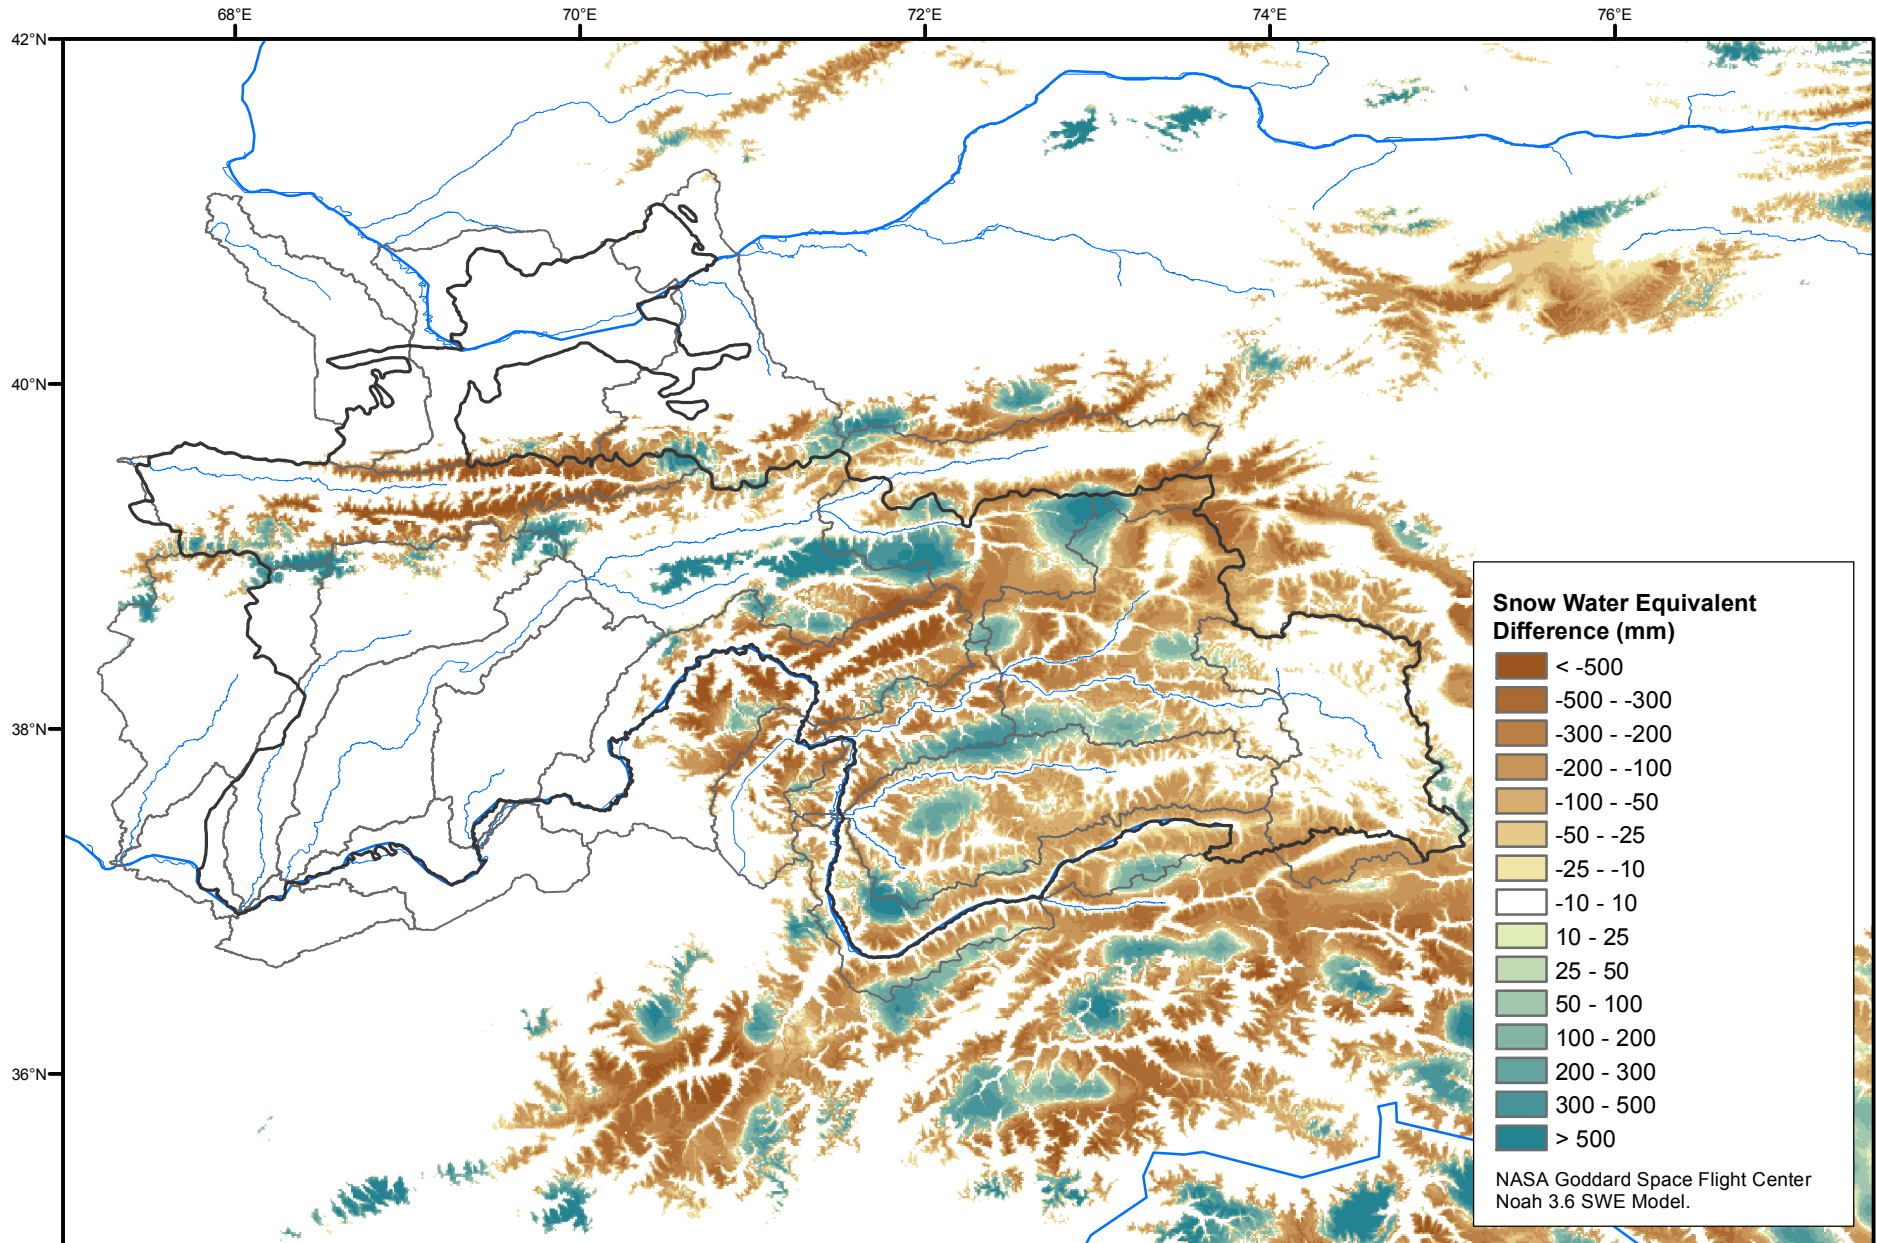 68°E 70°E 72°E 74°E 76°E
42°N
40°N
38°N
36°N
Snow Water Equivalent
Difference (mm)
< -500
-500 - -300
-300 - -200
-200 - -100
-100 - -50
-50 - -25
-25 - -10
-10 - 10
10 - 25
25 - 50
50 - 100
100 - 200
200 - 300
300 - 500
> 500
NASA Goddard Space Flight Center
Noah 3.6 SWE Model.